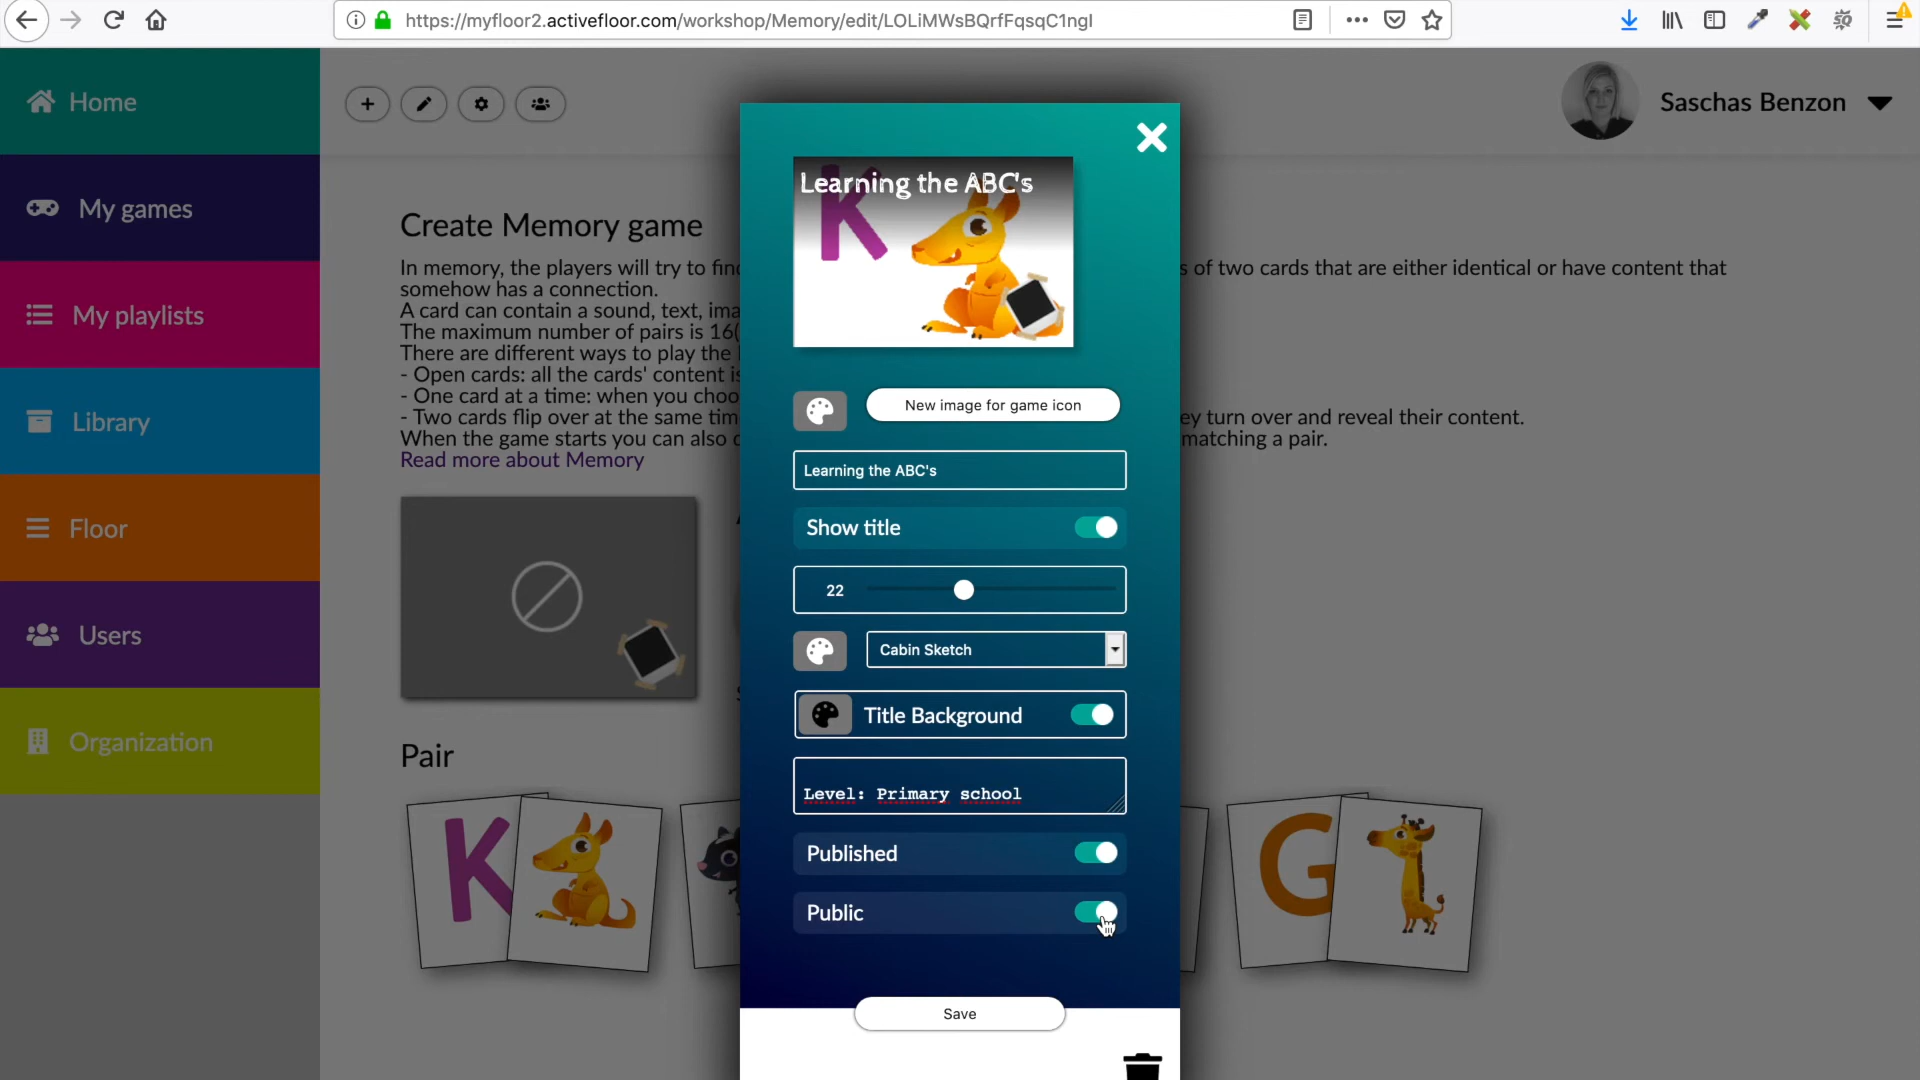 https://myfloor2.activefloor.com/workshop/Memory/edit/LOLiMWsBQrfFqsqC1ngI
Home
My games
My playlists
Library
Floor
Users
Organization
Saschas Benzon
Create Memory game
In memory, the players will try to find
s of two cards that are either identical or have content that
somehow has a connection.
A card can contain a sound, text, ima
The maximum number of pairs is 16(
There are different ways to play the
- Open cards: all the cards' content is
- One card at a time: when you choo
- Two cards flip over at the same tim
ey turn over and reveal their content.
When the game starts you can also
matching a pair.
Read more about Memory
Pair
K
G
Learning the ABC's
K
New image for game icon
Learning the ABC's
Show title
22
Cabin Sketch
Title Background
Level: Primary school
Published
Public
Save